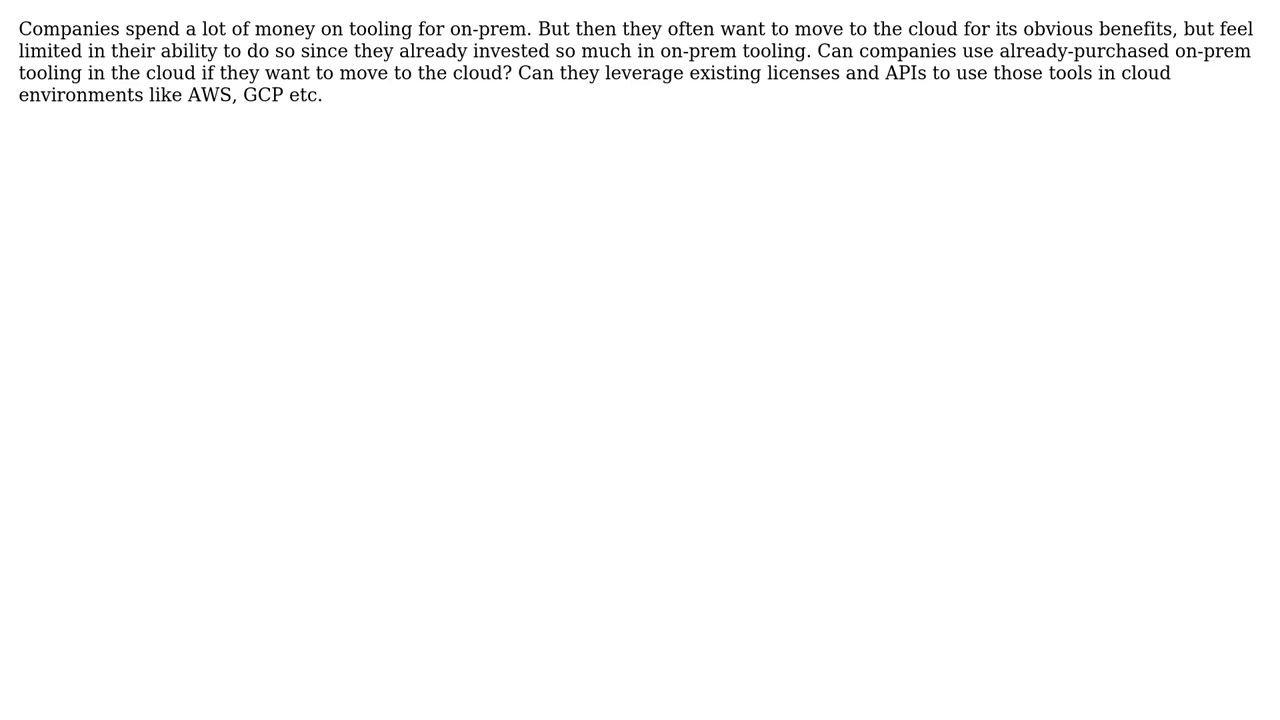 Companies spend a lot of money on tooling for on-prem. But then they often want to move to the cloud for its obvious benefits, but feel
limited in their ability to do so since they already invested so much in on-prem tooling. Can companies use already-purchased on-prem
tooling in the cloud if they want to move to the cloud? Can they leverage existing licenses and APIs to use those tools in cloud
environments like AWS, GCP etc.